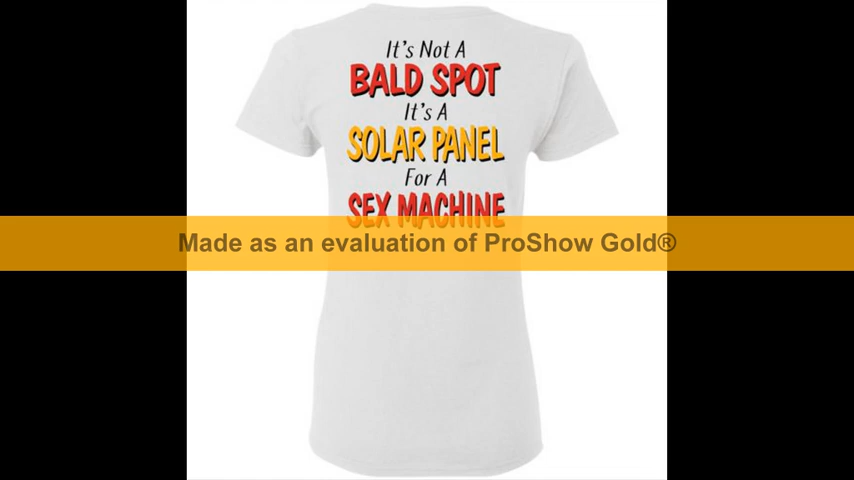 It's Not A
BALD SPOT
It's A
SOLAR PANEL
For A
SEX MACHINE
Made as an evaluation of ProShow Gold®